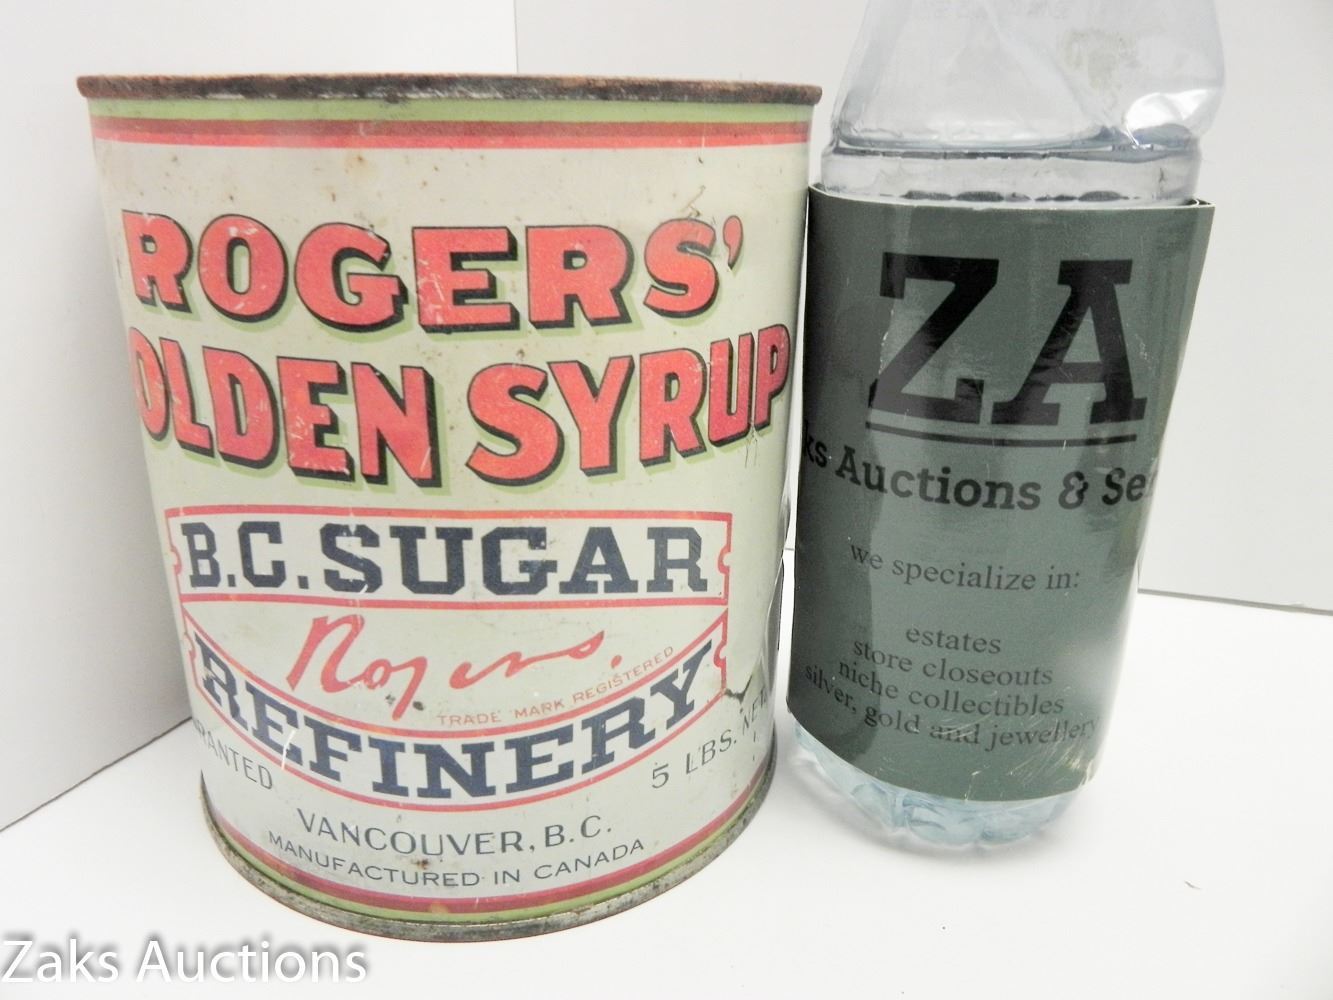 ROGERS'
OLDEN SYRUP
B.C. SUGAR
Rogers.
TRADE MARK REGISTERED
REFINERY
RANTED
5 LBS. NET
VANCOUVER, B.C.
MANUFACTURED IN CANADA
ZA
ks Auctions & Se
we specialize in:
estates
store closeouts
niche collectibles
silver, gold and jewellery
Zaks Auctions